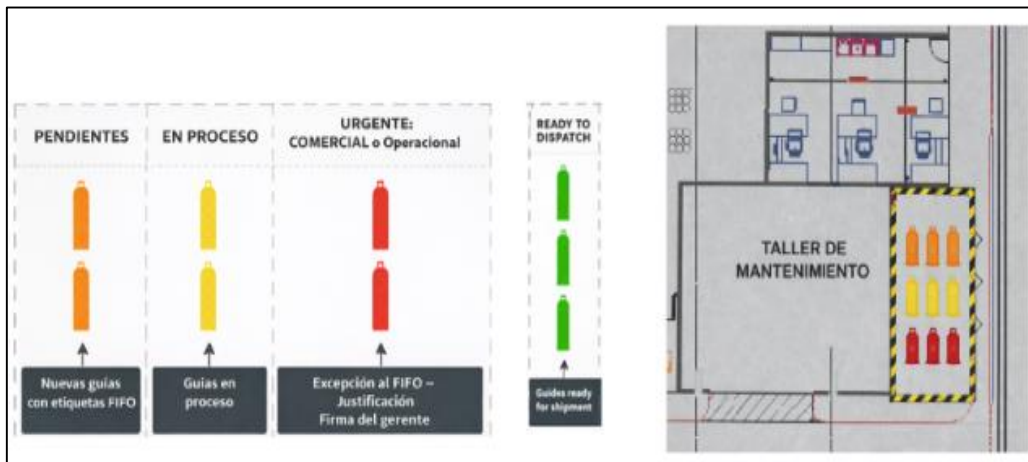 PENDIENTES
EN PROCESO
URGENTE:
COMERCIAL o Operacional
READY TO
DISPATCH
Nuevas guías
con etiquetas FIFO
Guias en
proceso
Excepción al FIFO –
Justificación
Firma del gerente
Guides ready
for shipment
TALLER DE
MANTENIMIENTO